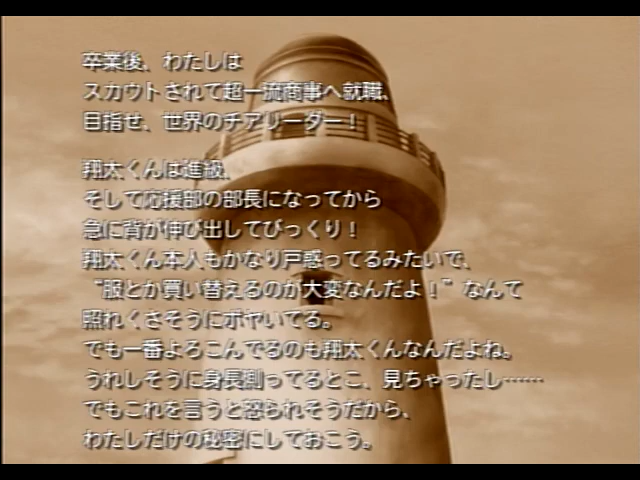 卒業後、わたしは
スカウトされて超一流商事へ就職、
目指せ、世界のチアリーダー！
翔太くんは進級、
そして応援部の部長になってから
急に背が伸び出してびっくり！
翔太くん本人もかなり戸惑ってるみたいで、
“服とか買い替えるのが大変なんだよ！”なんて
照れくさそうにボヤいてる。
でも一番よろこんでるのも翔太くんなんだよね。
うれしそうに身長測ってるとこ、見ちゃったし……
でもこれを言うと怒られそうだから、
わたしだけの秘密にしておこう。